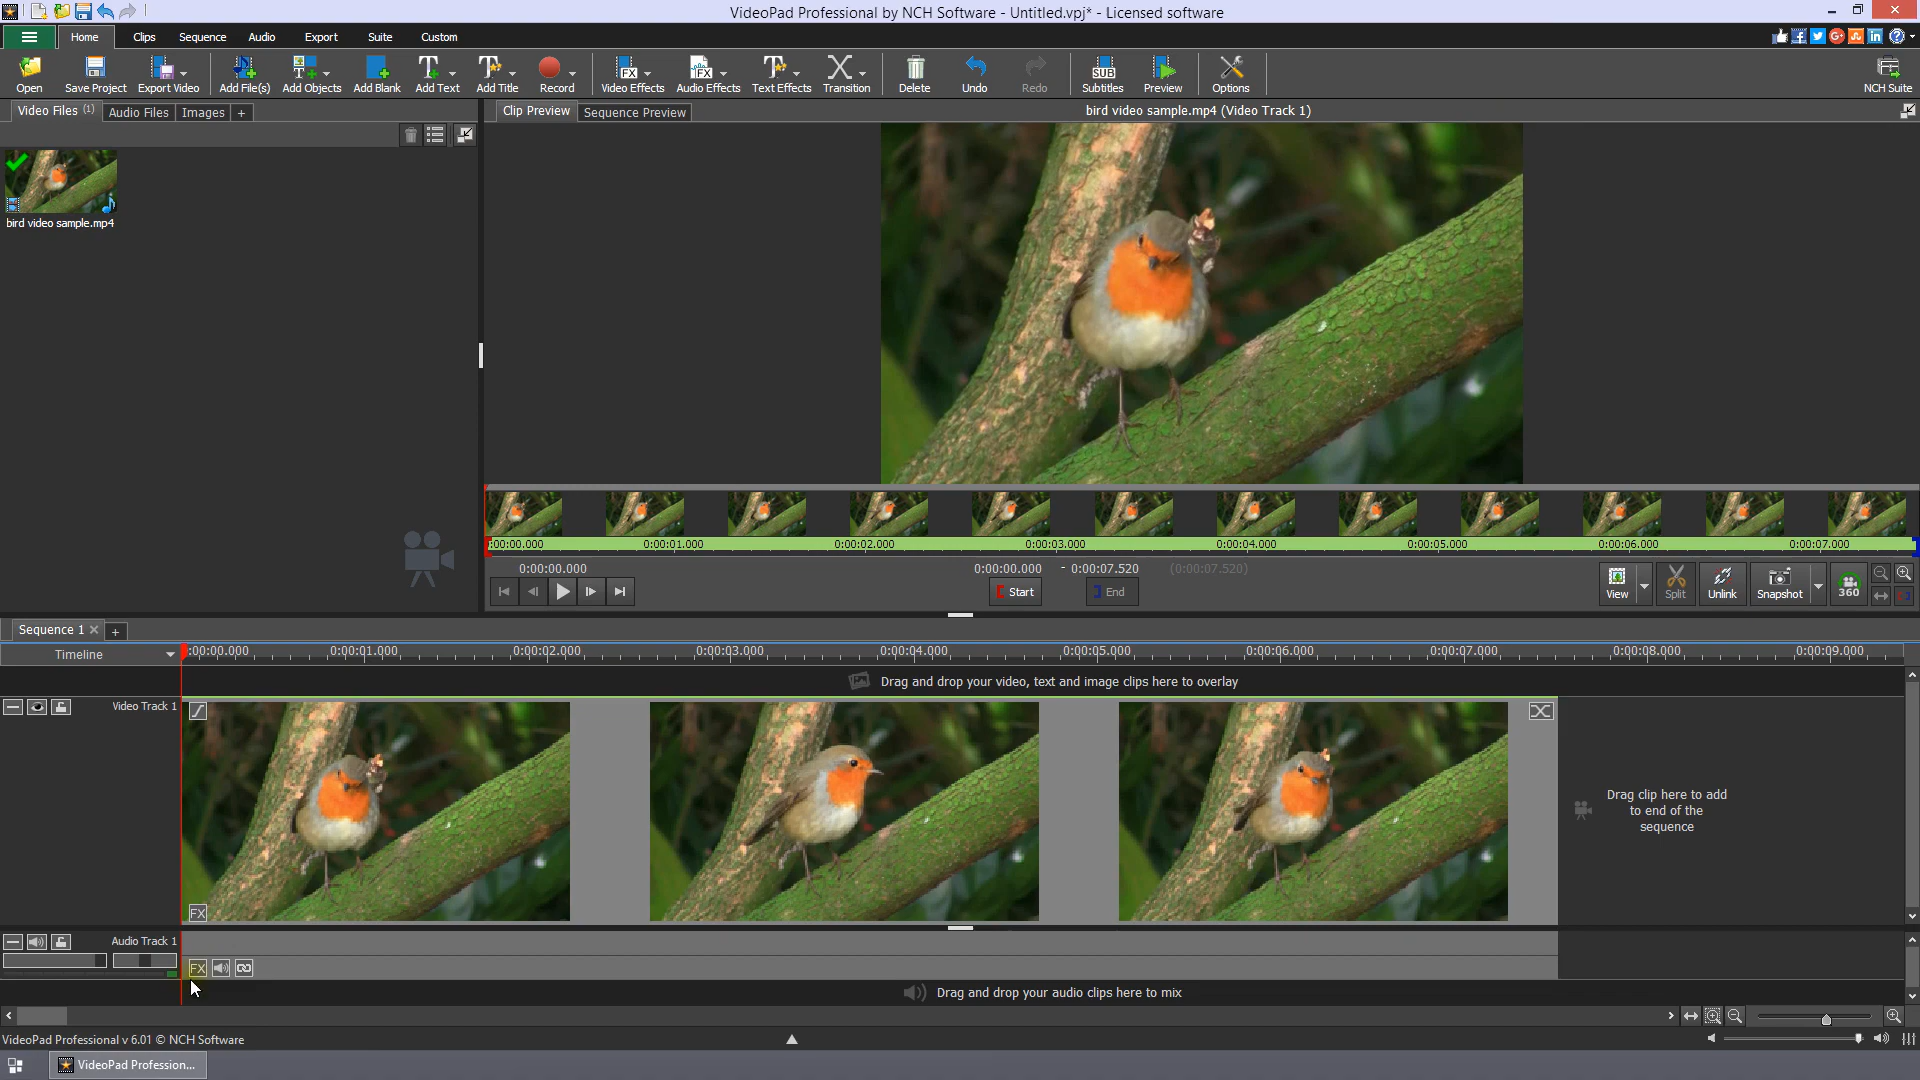 VideoPad Professional by NCH Software - Untitled.vpj* - Licensed software
Home Clips Sequence Audio Export Suite Custom
Open Save Project Export Video Add File(s) Add Objects Add Blank Add Text Add Title Record Video Effects Audio Effects Text Effects Transition Delete Undo Redo Subtitles Preview Options NCH Suite
Video Files (1) Audio Files Images + Clip Preview Sequence Preview bird video sample.mp4 (Video Track 1)
bird video sample.mp4
:00:00.000 0:00:01.000 0:00:02.000 0:00:03.000 0:00:04.000 0:00:05.000 0:00:06.000 0:00:07.000
0:00:00.000 0:00:00.000 - 0:00:07.520 (0:00:07.520)
Start End View Split Unlink Snapshot 360
Sequence 1 +
Timeline :00:00.000 0:00:01.000 0:00:02.000 0:00:03.000 0:00:04.000 0:00:05.000 0:00:06.000 0:00:07.000 0:00:08.000 0:00:09.000
Drag and drop your video, text and image clips here to overlay
Video Track 1
Drag clip here to add
to end of the
sequence
FX
Audio Track 1
FX
Drag and drop your audio clips here to mix
VideoPad Professional v 6.01 © NCH Software
VideoPad Profession...